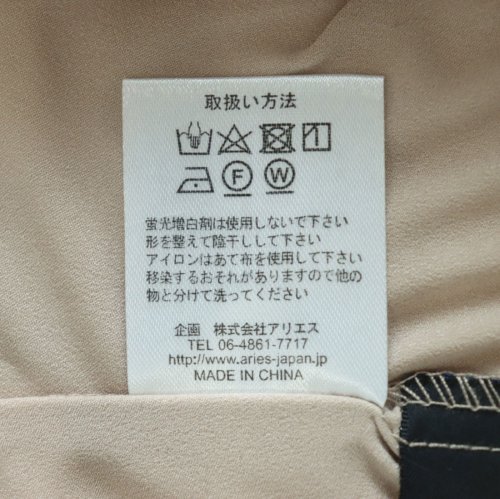 取扱い方法
F W
蛍光増白剤は使用しないで下さい
形を整えて陰干しして下さい
アイロンはあて布を使用して下さい
移染するおそれがありますので他の
物と分けて洗ってください
企画 株式会社アリエス
TEL 06-4861-7717
http://www.aries-japan.jp
MADE IN CHINA